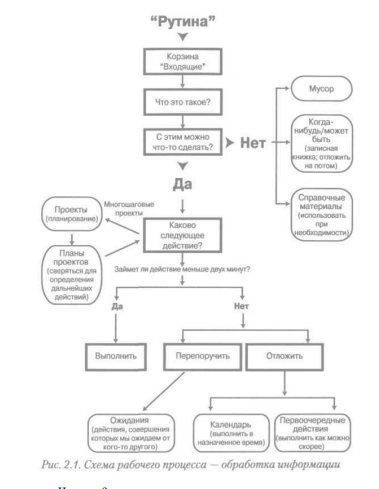 "Рутина"
Корзина
"Входящие"
Что это такое?
С этим можно
что-то сделать?
Нет
Мусор
Когда-
нибудь/может
быть
(записная
книжка; отложить
на потом)
Справочные
материалы
(использовать
при
необходимости)
Да
Проекты
(планирование)
Многошаговые
проекты
Каково
следующее
действие?
Планы
проектов
(сверяться для
определения
дальнейших
действий)
Займет ли действие меньше двух минут?
Да
Нет
Выполнить
Перепоручить
Отложить
Ожидания
(действия, совершения
которых мы ожидаем от
кого-то другого)
Календарь
(выполнить в
назначенное время)
Первоочередные
действия
(выполнить как можно
скорее)
Рис. 2.1. Схема рабочего процесса — обработка информации